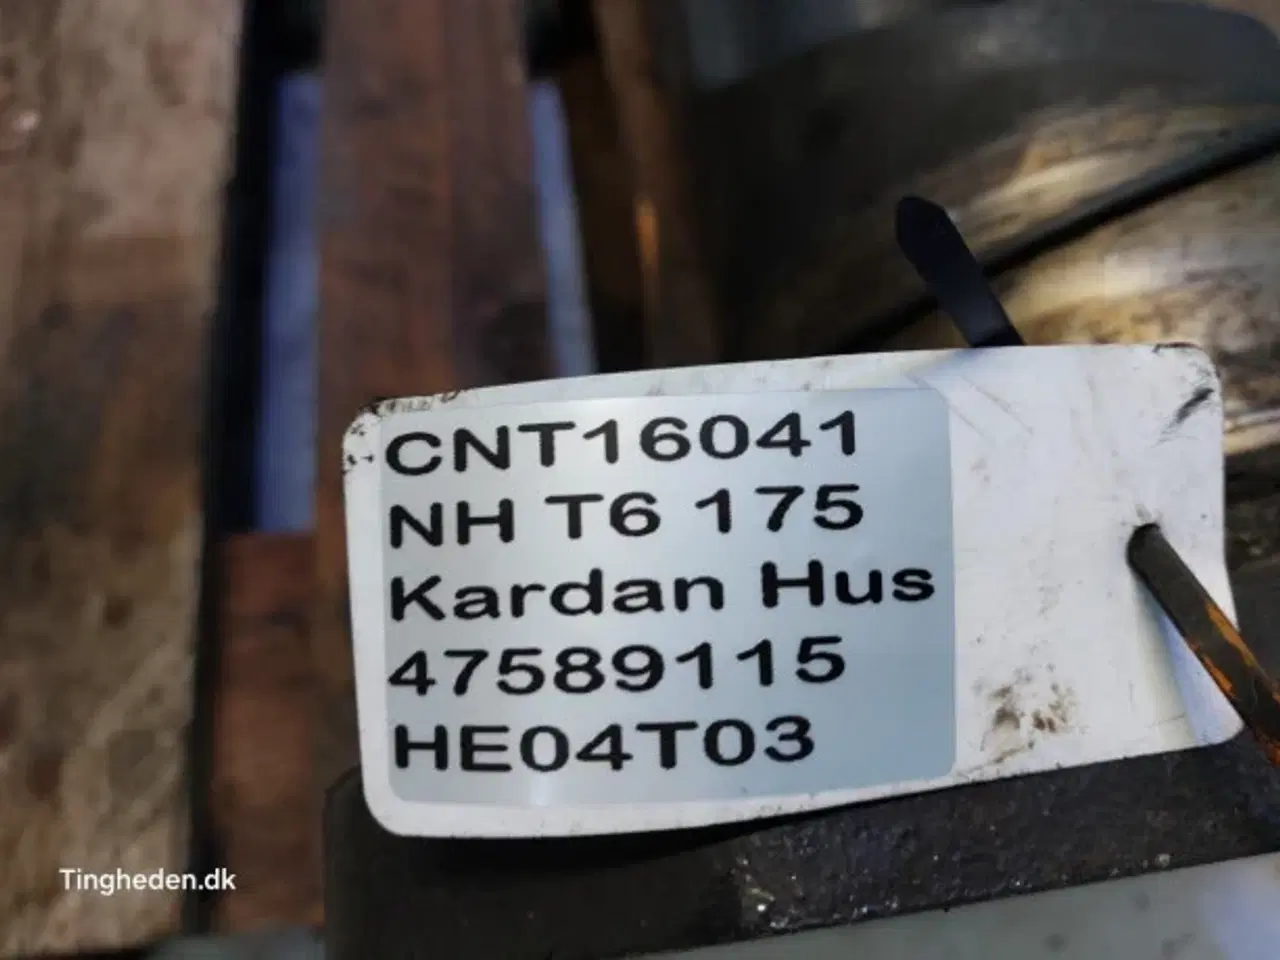 CNT16041
NH T6 175
Kardan Hus
47589115
HE04T03
Tingheden.dk